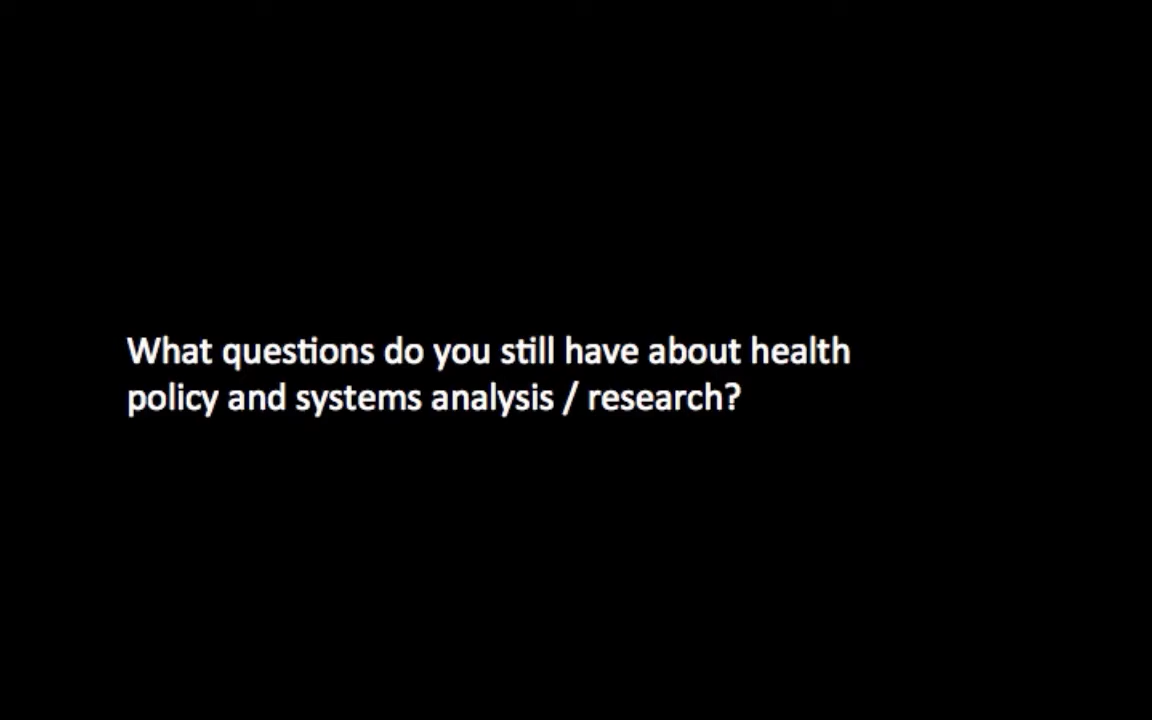 What questions do you still have about health
policy and systems analysis / research?